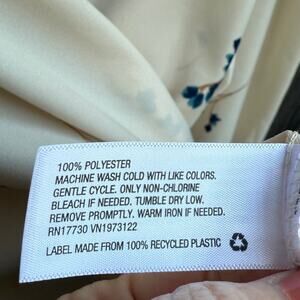 100% POLYESTER
MACHINE WASH COLD WITH LIKE COLORS.
GENTLE CYCLE. ONLY NON-CHLORINE
BLEACH IF NEEDED. TUMBLE DRY LOW.
REMOVE PROMPTLY. WARM IRON IF NEEDED.
RN17730 VN1973122
LABEL MADE FROM 100% RECYCLED PLASTIC